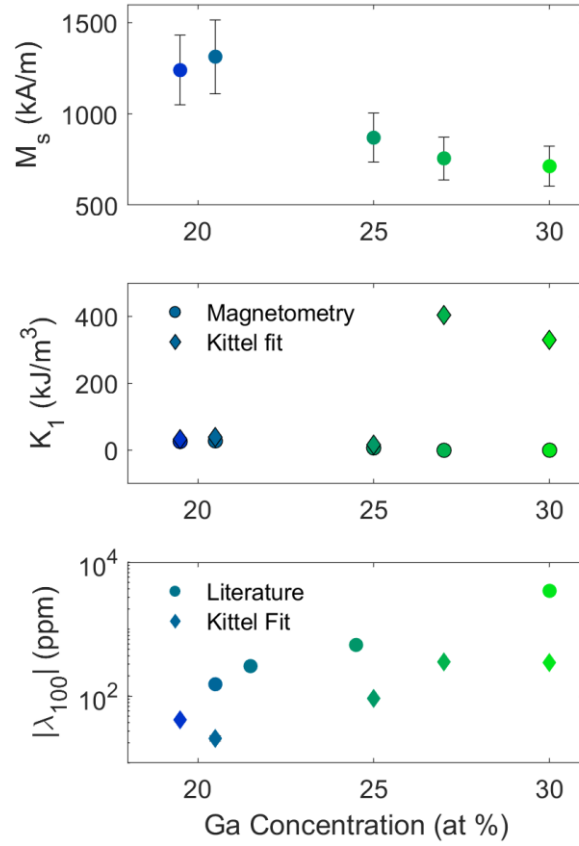 1500
1000
500
M_s (kA/m)
20 25 30
Magnetometry
Kittel fit
400
200
0
K_1 (kJ/m^3)
20 25 30
Literature
Kittel Fit
10^4
10^2
|λ_100| (ppm)
20 25 30
Ga Concentration (at %)